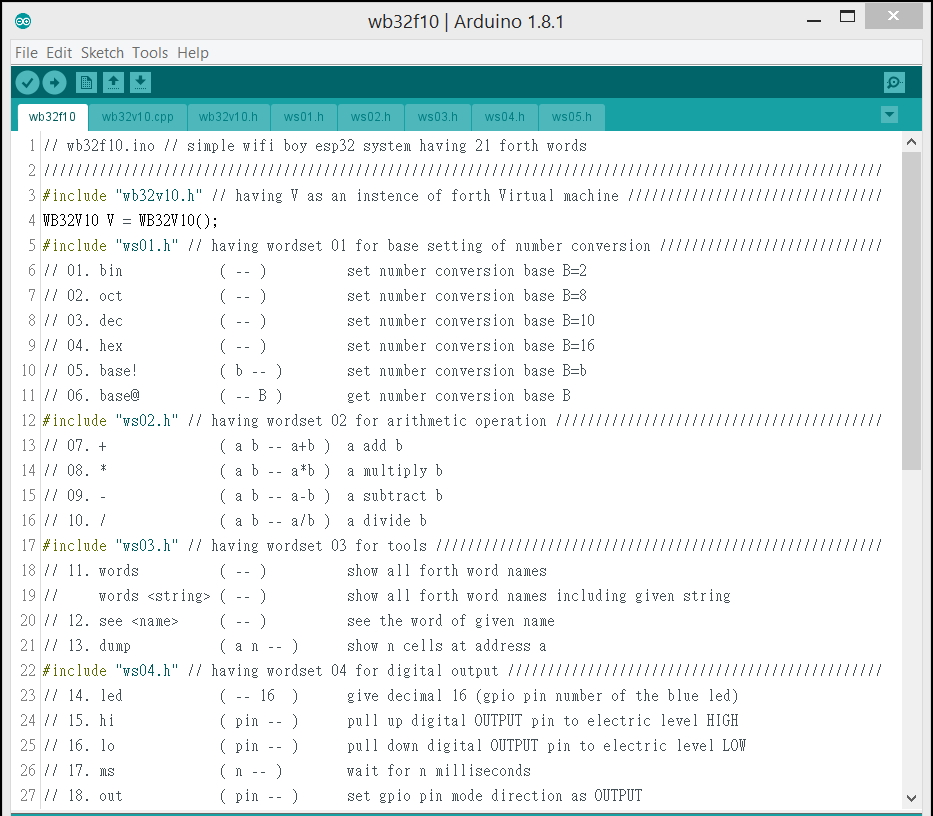 wb32f10 | Arduino 1.8.1
File Edit Sketch Tools Help
wb32f10 wb32v10.cpp wb32v10.h ws01.h ws02.h ws03.h ws04.h ws05.h
1 // wb32f10.ino // simple wifi boy esp32 system having 21 forth words
2 /////////////////////////////////////////////////////////////////////////////////////////////////////////
3 #include "wb32v10.h" // having V as an instence of forth Virtual machine ////////////////////////////////
4 WB32V10 V = WB32V10();
5 #include "ws01.h" // having wordset 01 for base setting of number conversion ////////////////////////////
6 // 01. bin ( -- ) set number conversion base B=2
7 // 02. oct ( -- ) set number conversion base B=8
8 // 03. dec ( -- ) set number conversion base B=10
9 // 04. hex ( -- ) set number conversion base B=16
10 // 05. base! ( b -- ) set number conversion base B=b
11 // 06. base@ ( -- B ) get number conversion base B
12 #include "ws02.h" // having wordset 02 for arithmetic operation /////////////////////////////////////////
13 // 07. + ( a b -- a+b ) a add b
14 // 08. * ( a b -- a*b ) a multiply b
15 // 09. - ( a b -- a-b ) a subtract b
16 // 10. / ( a b -- a/b ) a divide b
17 #include "ws03.h" // having wordset 03 for tools ////////////////////////////////////////////////////////
18 // 11. words ( -- ) show all forth word names
19 // words <string> ( -- ) show all forth word names including given string
20 // 12. see <name> ( -- ) see the word of given name
21 // 13. dump ( a n -- ) show n cells at address a
22 #include "ws04.h" // having wordset 04 for digital output ///////////////////////////////////////////////
23 // 14. led ( -- 16 ) give decimal 16 (gpio pin number of the blue led)
24 // 15. hi ( pin -- ) pull up digital OUTPUT pin to electric level HIGH
25 // 16. lo ( pin -- ) pull down digital OUTPUT pin to electric level LOW
26 // 17. ms ( n -- ) wait for n milliseconds
27 // 18. out ( pin -- ) set gpio pin mode direction as OUTPUT